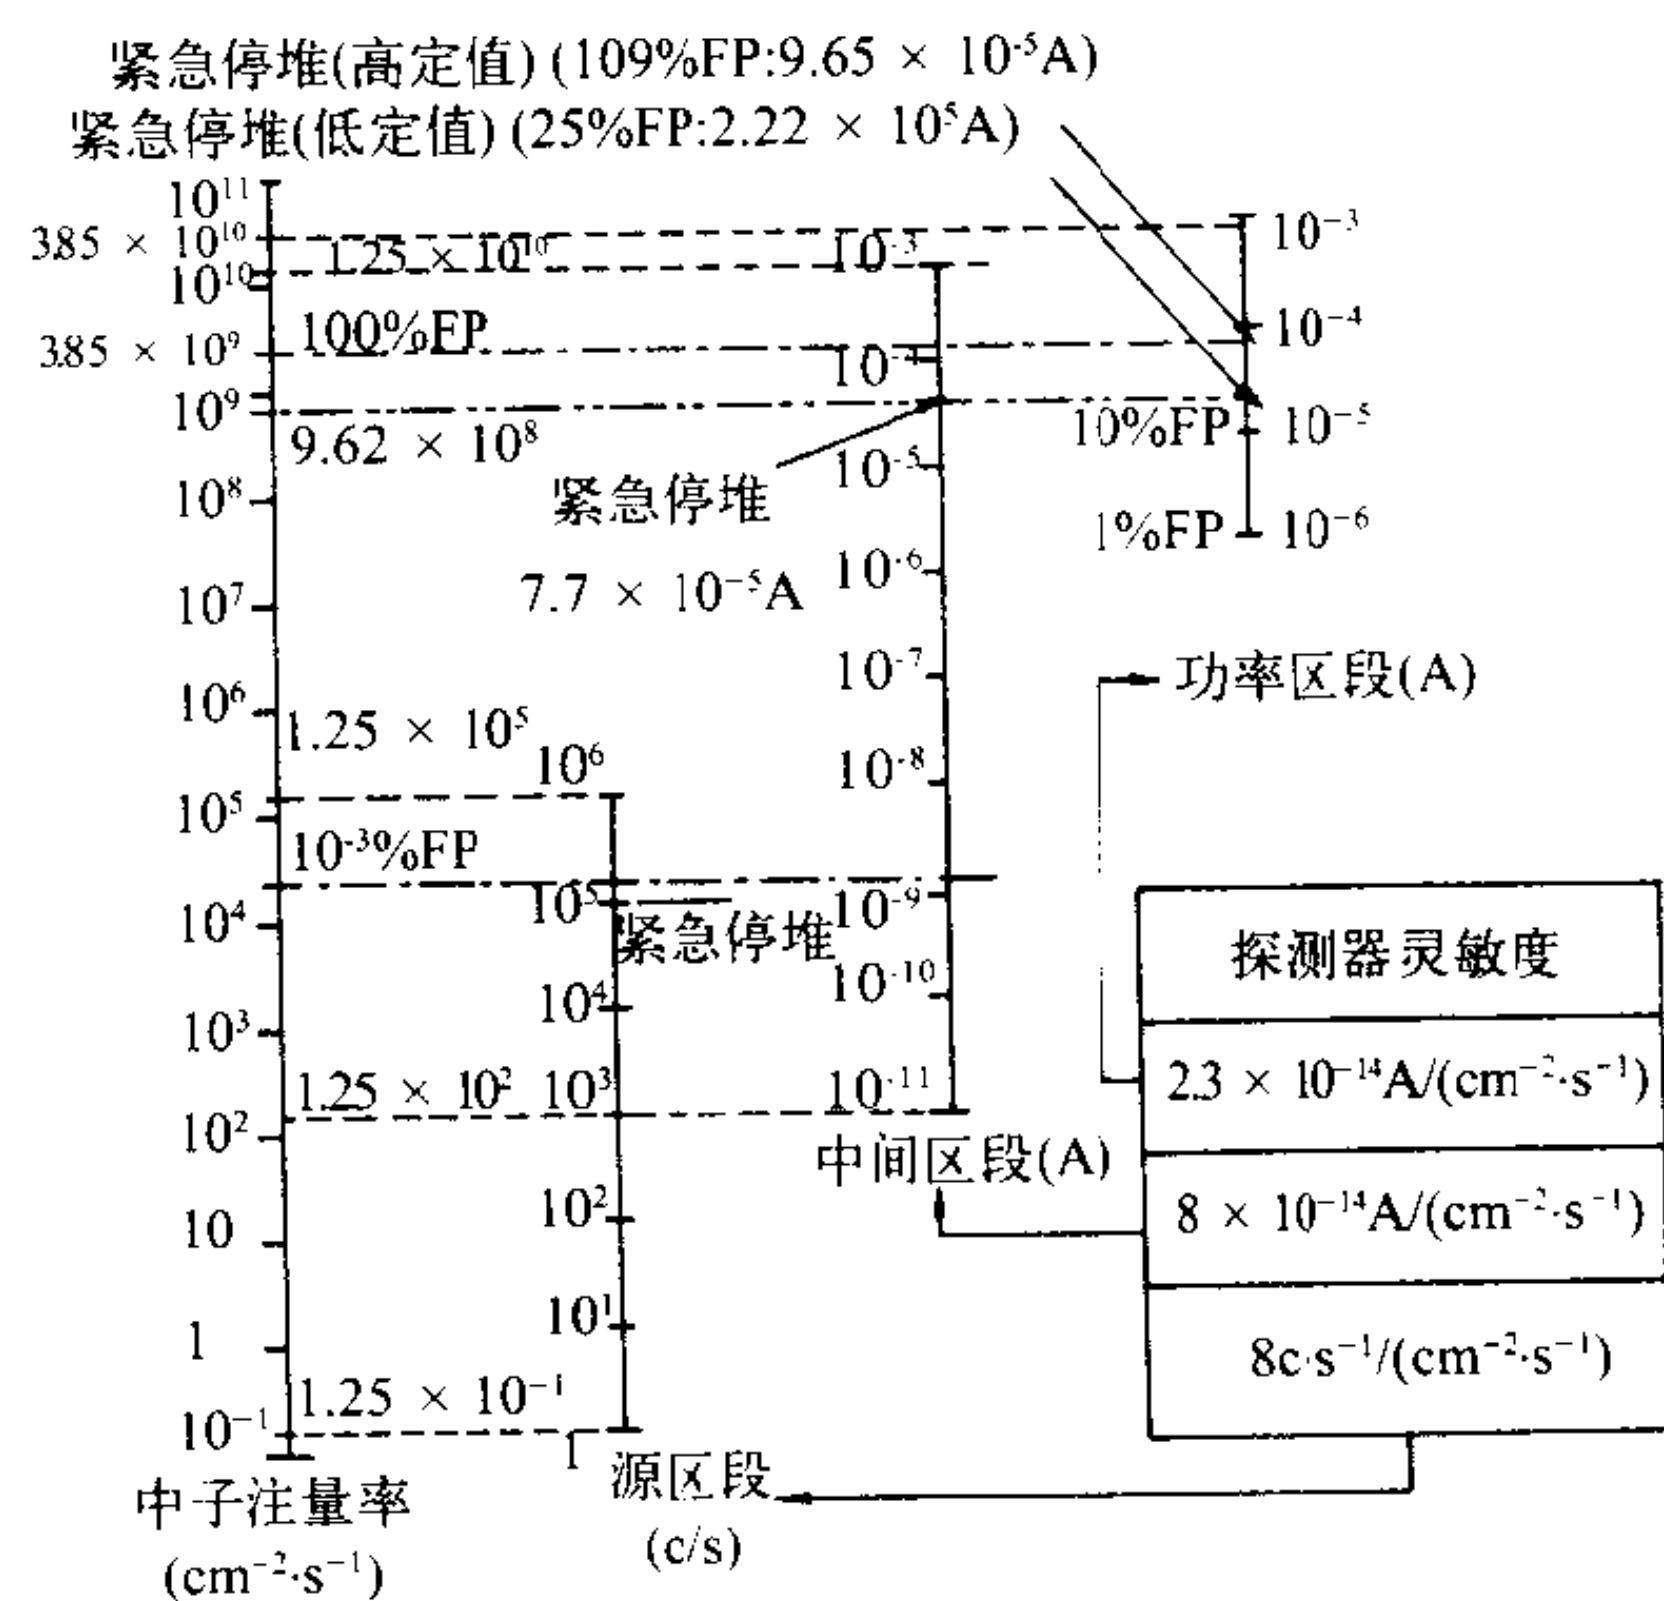 紧急停堆(高定值) (109%FP:9.65 × 10⁻⁵A)
紧急停堆(低定值) (25%FP:2.22 × 10⁵A)
10¹¹
3.85 × 10¹⁰
10¹⁰
3.85 × 10⁹
10⁹
10⁸
10⁷
10⁶
10⁵
10⁴
10³
10²
10
1
10⁻¹
中子注量率
(cm⁻²·s⁻¹)
1.25 × 10¹⁰
100%FP
9.62 × 10⁸
紧急停堆
7.7 × 10⁻⁵A
1.25 × 10⁵
10⁻³%FP
1.25 × 10²
1.25 × 10⁻¹
10⁶
10⁵
紧急停堆
10⁴
10³
10²
10¹
1
源区段
(c/s)
10⁻³
10⁻⁴
10⁻⁵
10⁻⁶
10⁻⁷
10⁻⁸
10⁻⁹
10⁻¹⁰
10⁻¹¹
中间区段(A)
10⁻³
10⁻⁴
10%FP
10⁻⁵
1%FP
10⁻⁶
功率区段(A)
探测器灵敏度
2.3 × 10⁻¹⁴A/(cm⁻²·s⁻¹)
8 × 10⁻¹⁴A/(cm⁻²·s⁻¹)
8c·s⁻¹/(cm⁻²·s⁻¹)